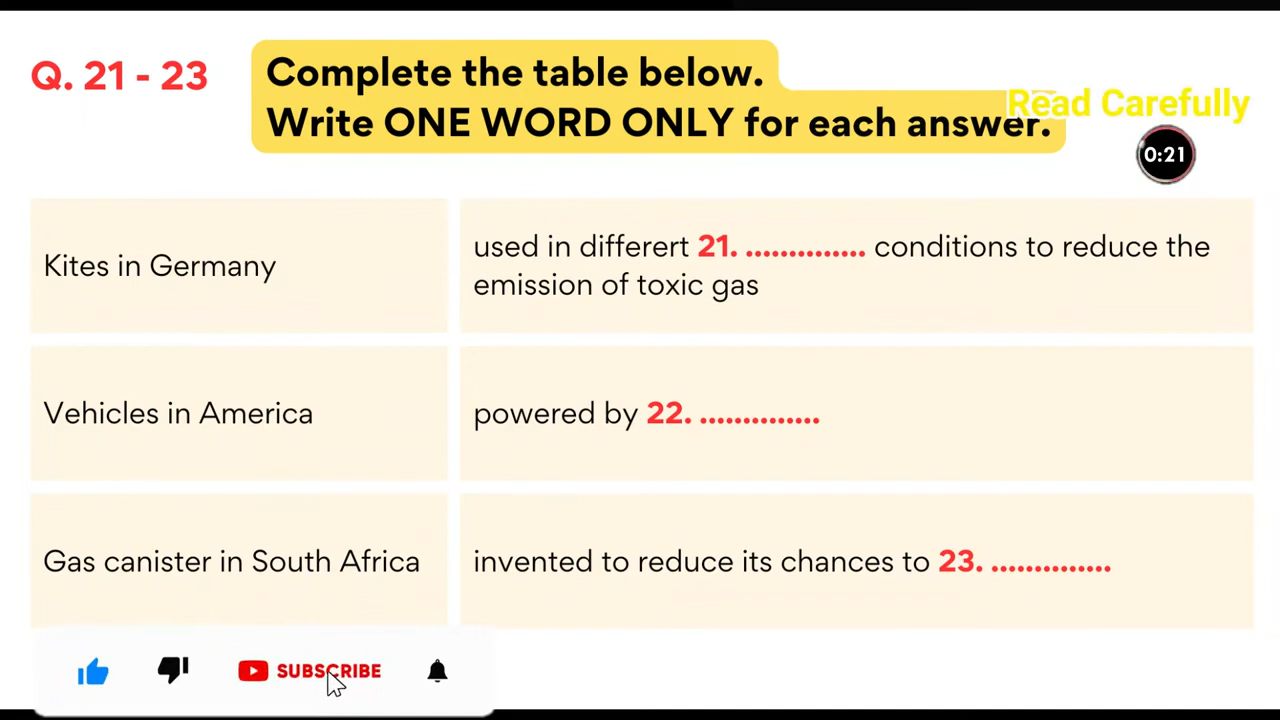 Q. 21 - 23
Complete the table below.
Write ONE WORD ONLY for each answer.
Read Carefully
0:21
Kites in Germany
used in differert 21. .............. conditions to reduce the
emission of toxic gas
Vehicles in America
powered by 22. ..............
Gas canister in South Africa
invented to reduce its chances to 23. ..............
SUBSCRIBE